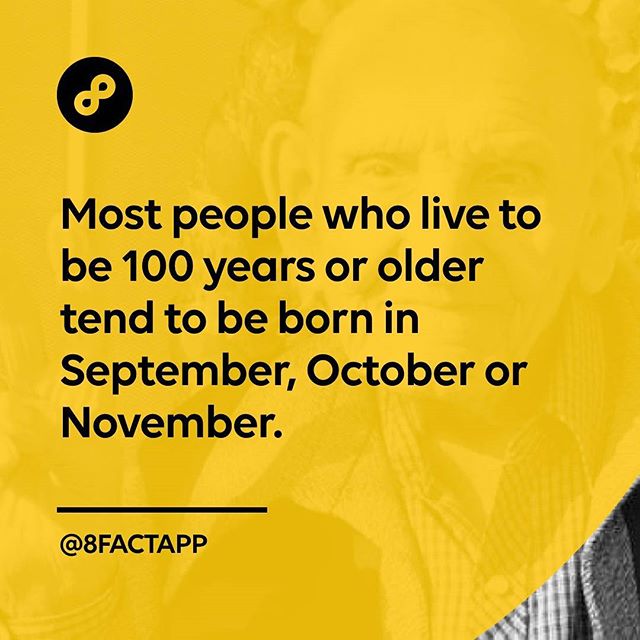 Most people who live to
be 100 years or older
tend to be born in
September, October or
November.
@8FACTAPP